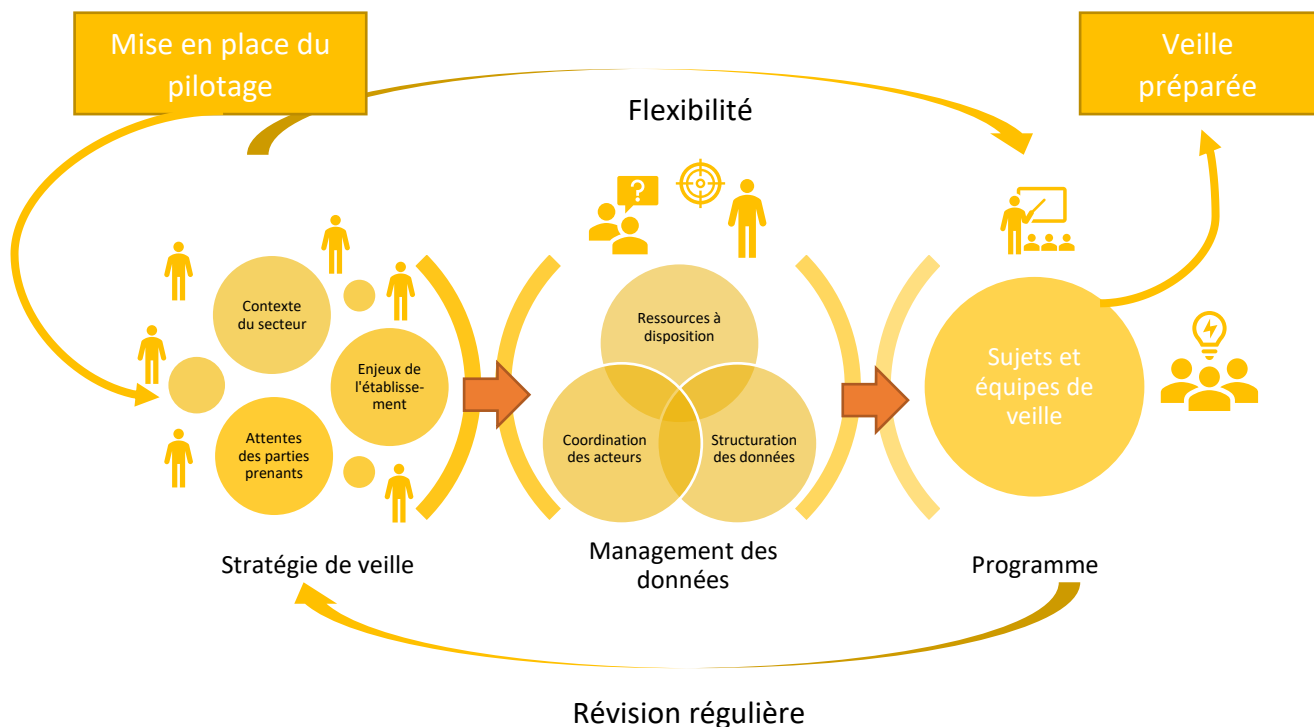 Mise en place du
pilotage
Veille
préparée
Flexibilité
Contexte
du secteur
Enjeux de
l'établisse-
ment
Attentes
des parties
prenants
Ressources à
disposition
Coordination
des acteurs
Structuration
des données
Sujets et
équipes de
veille
Stratégie de veille
Management des
données
Programme
Révision régulière